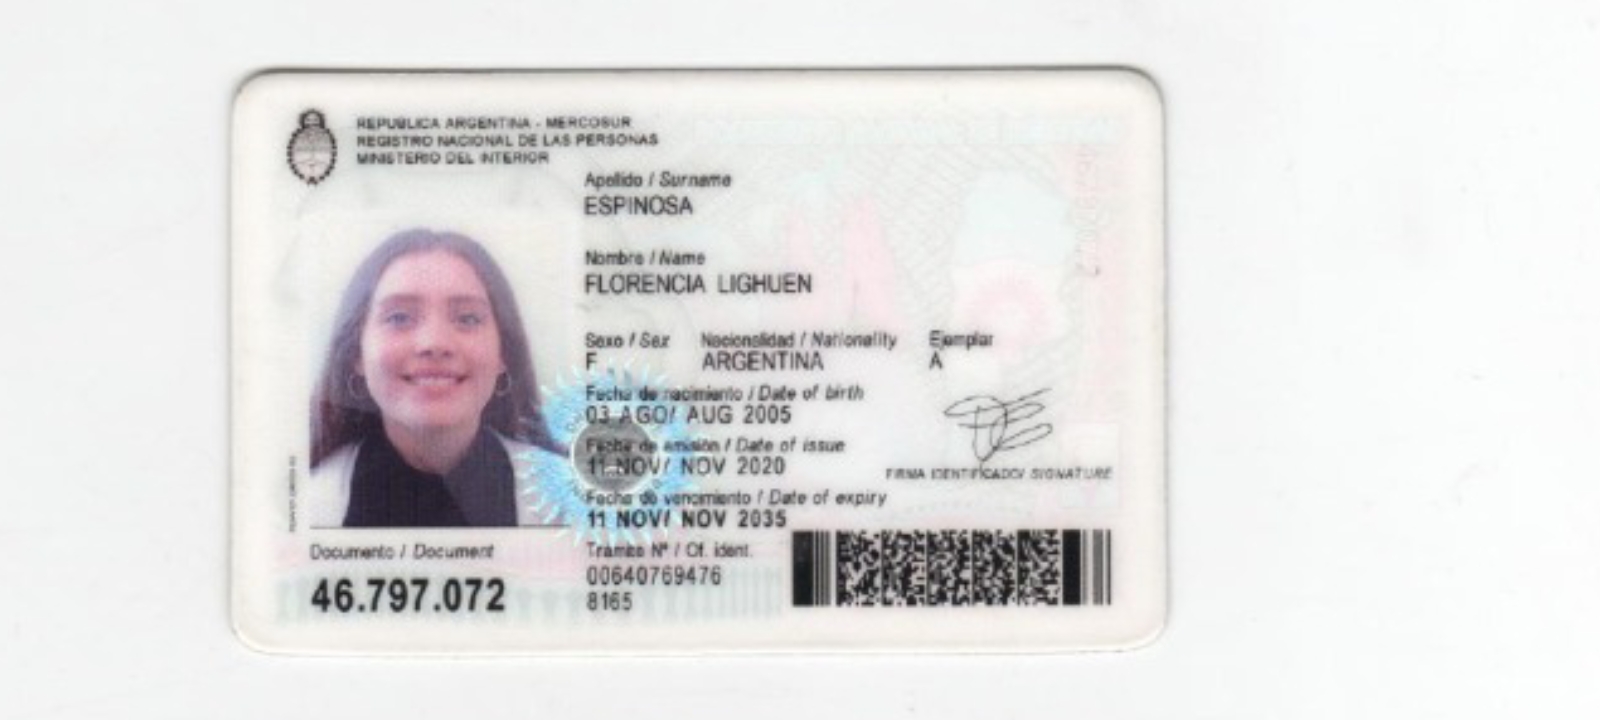 REPUBLICA ARGENTINA - MERCOSUR
REGISTRO NACIONAL DE LAS PERSONAS
MINISTERIO DEL INTERIOR
Apellido / Surname
ESPINOSA
Nombre / Name
FLORENCIA LIGHUEN
Sexo / Sex Nacionalidad / Nationality Ejemplar
F ARGENTINA A
Fecha de nacimiento / Date of birth
03 AGO/ AUG 2005
Fecha de emisión / Date of issue
11 NOV/ NOV 2020
FIRMA IDENTIFICADO/ SIGNATURE
Fecha de vencimiento / Date of expiry
11 NOV/ NOV 2035
Documento / Document
46.797.072
Trámite Nº / Of. ident.
00640769476
8165